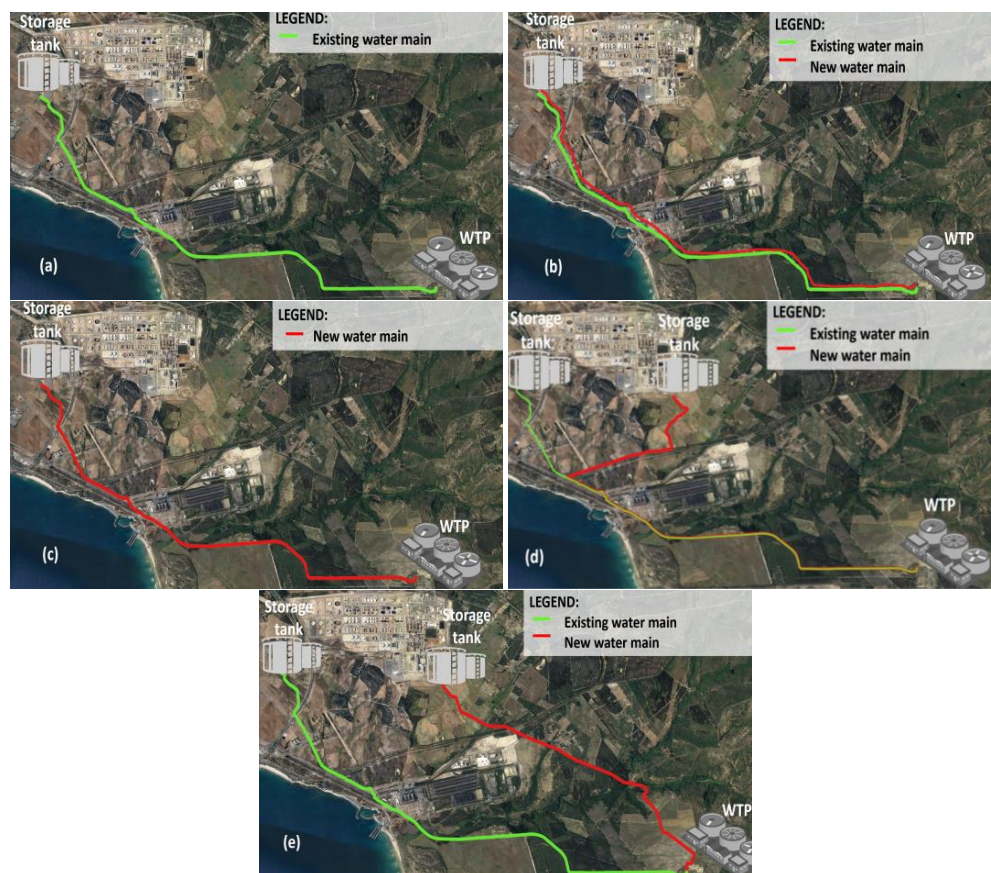 Storage
tank
LEGEND:
Existing water main
WTP
(a)
Storage
tank
LEGEND:
Existing water main
New water main
WTP
(b)
Storage
tank
LEGEND:
New water main
WTP
(c)
Storage
tank
Storage
tank
LEGEND:
Existing water main
New water main
WTP
(d)
Storage
tank
Storage
tank
LEGEND:
Existing water main
New water main
WTP
(e)